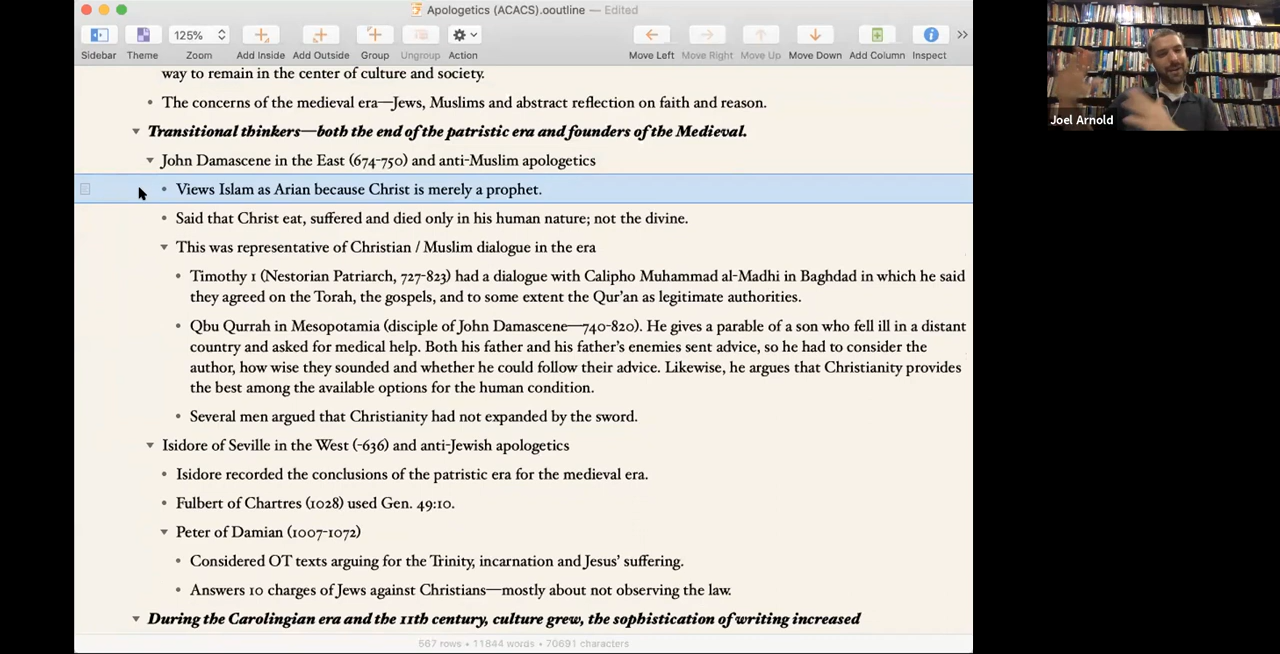 Apologetics (ACACS).ooutline — Edited
125%
Sidebar Theme Zoom Add Inside Add Outside Group Ungroup Action Move Left Move Right Move Up Move Down Add Column Inspect
way to remain in the center of culture and society.
• The concerns of the medieval era—Jews, Muslims and abstract reflection on faith and reason.
Transitional thinkers—both the end of the patristic era and founders of the Medieval.
John Damascene in the East (674-750) and anti-Muslim apologetics
• Views Islam as Arian because Christ is merely a prophet.
• Said that Christ eat, suffered and died only in his human nature; not the divine.
This was representative of Christian / Muslim dialogue in the era
• Timothy 1 (Nestorian Patriarch, 727-823) had a dialogue with Calipho Muhammad al-Madhi in Baghdad in which he said
they agreed on the Torah, the gospels, and to some extent the Qur'an as legitimate authorities.
• Qbu Qurrah in Mesopotamia (disciple of John Damascene—740-820). He gives a parable of a son who fell ill in a distant
country and asked for medical help. Both his father and his father's enemies sent advice, so he had to consider the
author, how wise they sounded and whether he could follow their advice. Likewise, he argues that Christianity provides
the best among the available options for the human condition.
• Several men argued that Christianity had not expanded by the sword.
Isidore of Seville in the West (-636) and anti-Jewish apologetics
• Isidore recorded the conclusions of the patristic era for the medieval era.
• Fulbert of Chartres (1028) used Gen. 49:10.
Peter of Damian (1007-1072)
• Considered OT texts arguing for the Trinity, incarnation and Jesus' suffering.
• Answers 10 charges of Jews against Christians—mostly about not observing the law.
During the Carolingian era and the 11th century, culture grew, the sophistication of writing increased
567 rows • 11844 words • 70691 characters
Joel Arnold